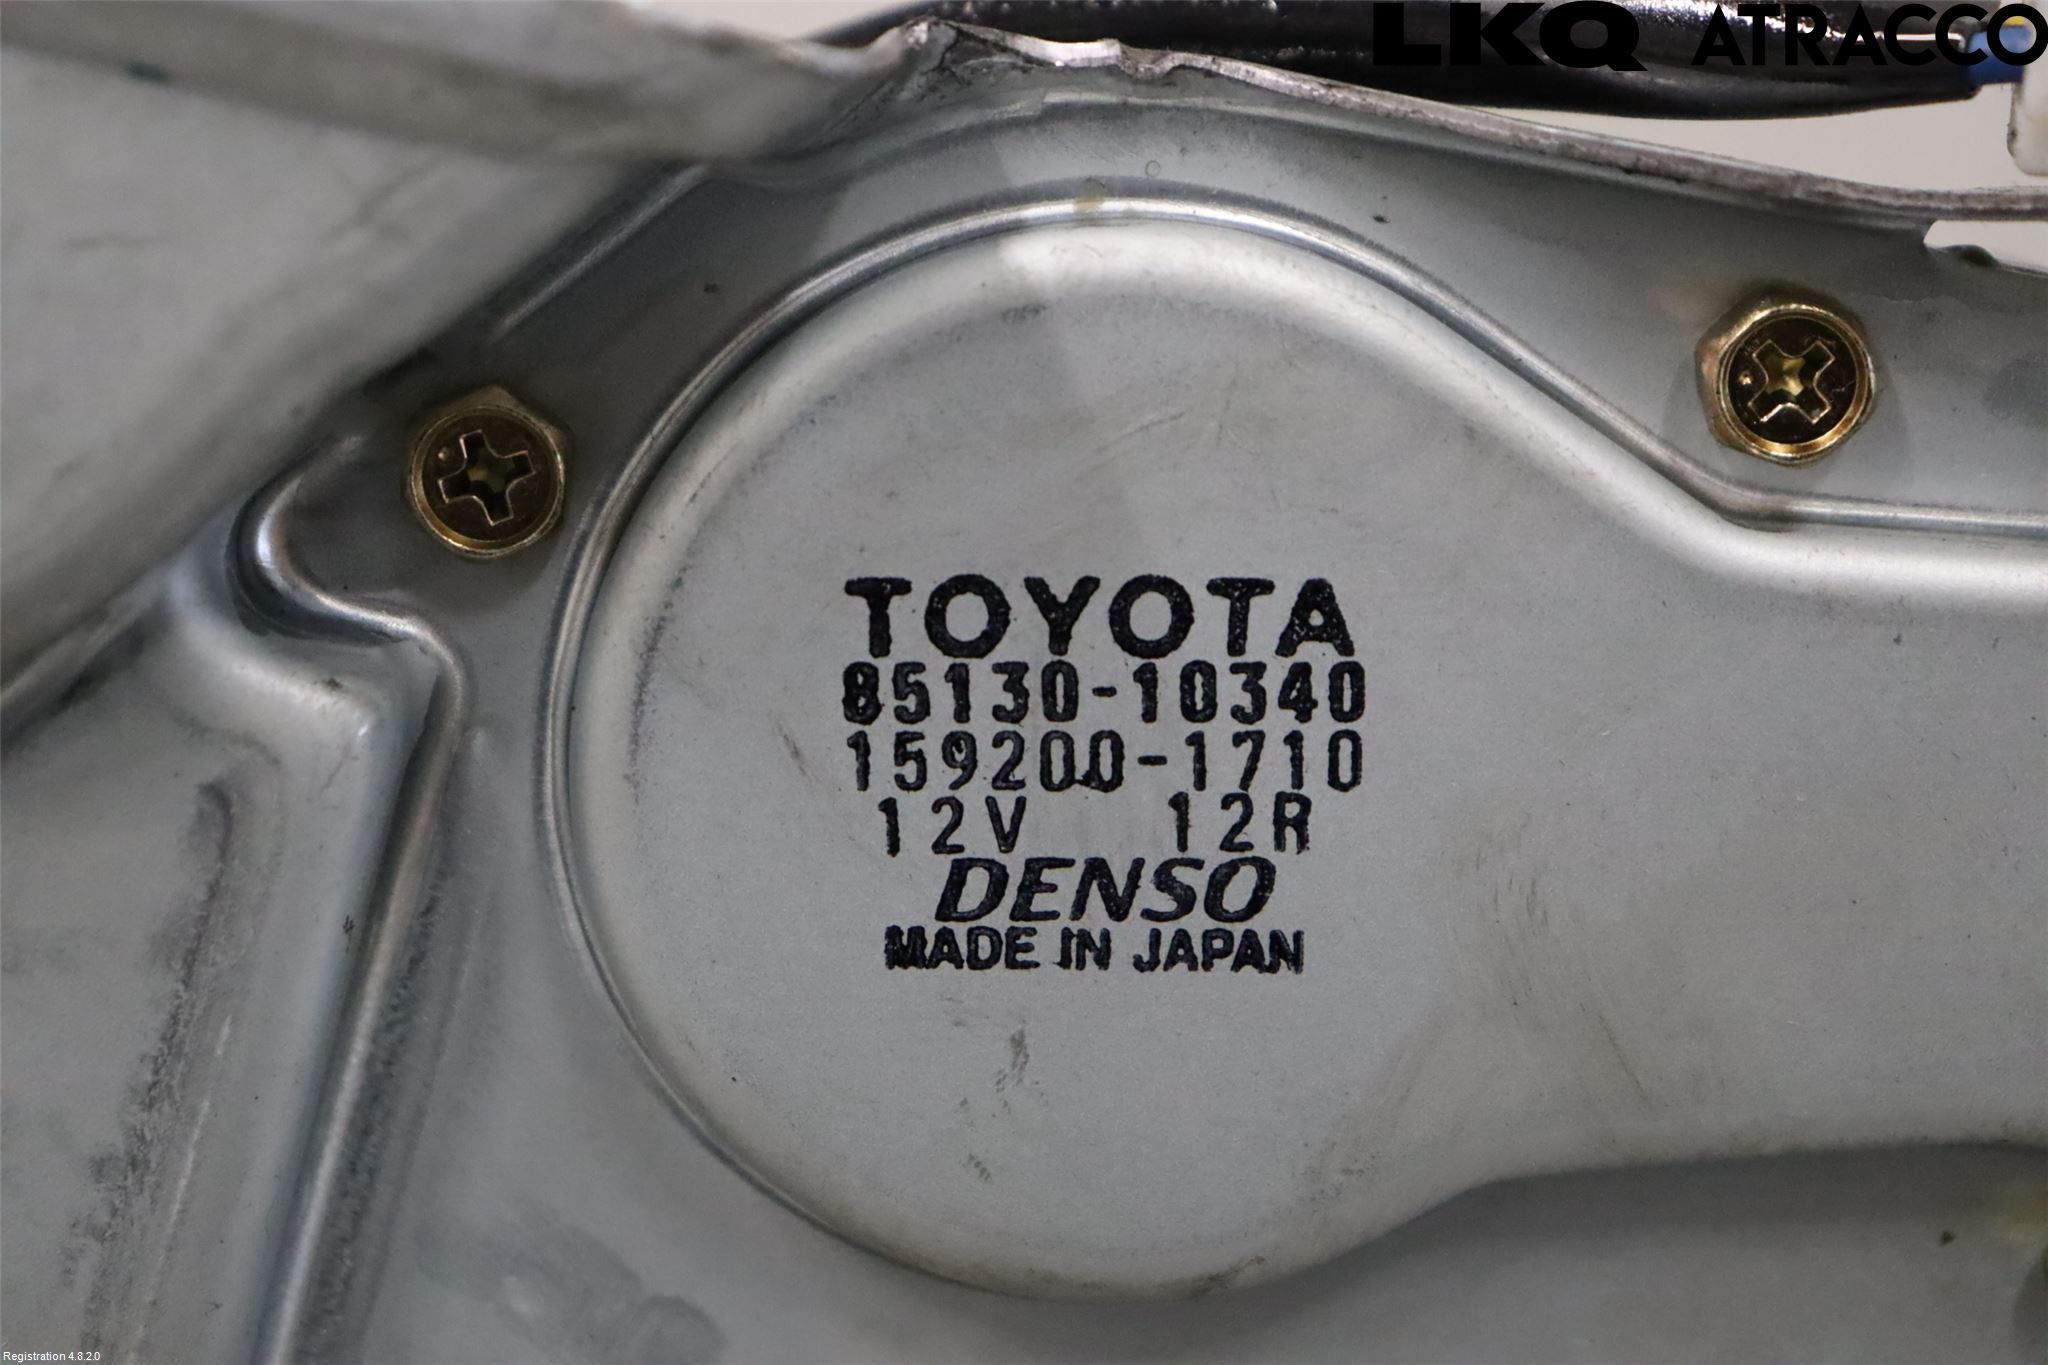 LKQ ATRACCO
TOYOTA
85130-10340
159200-1710
12V 12R
DENSO
MADE IN JAPAN
Registration 4.8.2.0